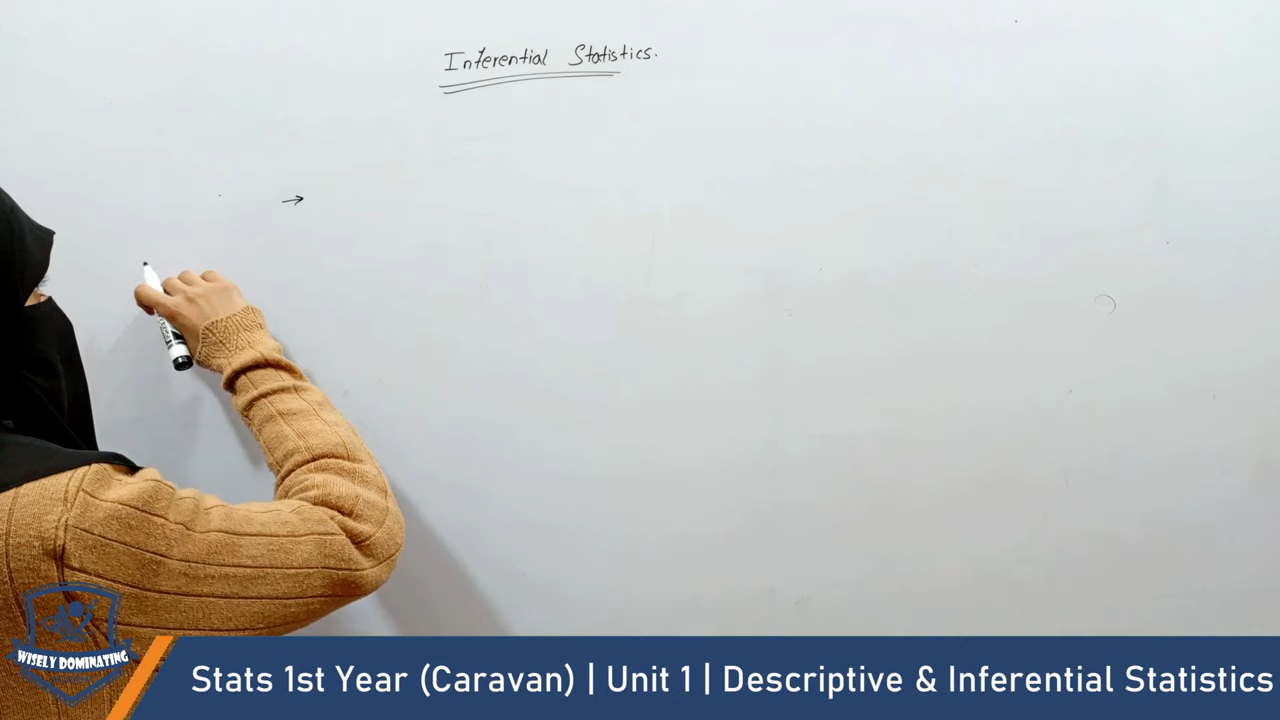 Inferential Statistics.
→
WISELY DOMINATING
Stats 1st Year (Caravan) | Unit 1 | Descriptive & Inferential Statistics